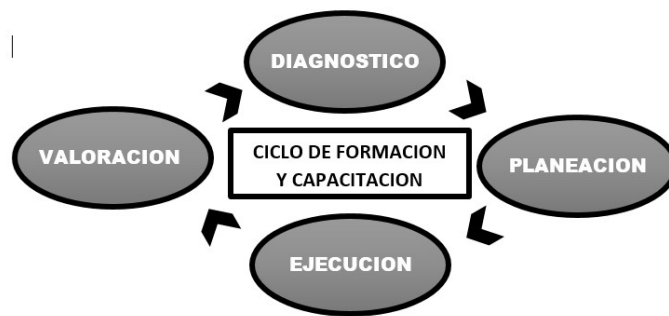 DIAGNOSTICO
VALORACION
CICLO DE FORMACION
Y CAPACITACION
PLANEACION
EJECUCION